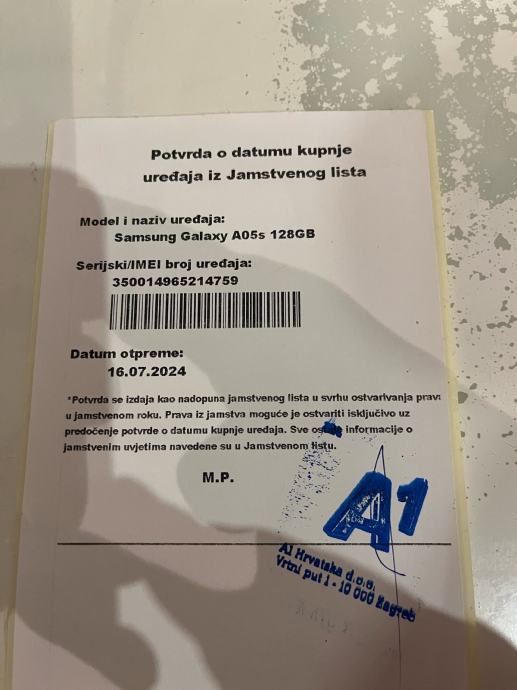 Potvrda o datumu kupnje
uređaja iz Jamstvenog lista
Model i naziv uređaja:
Samsung Galaxy A05s 128GB
Serijski/IMEI broj uređaja:
350014965214759
Datum otpreme:
16.07.2024
*Potvrda se izdaja kao nadopuna jamstvenog lista u svrhu ostvarivanja prava
u jamstvenom roku. Prava iz jamstva moguće je ostvariti isključivo uz
predočenje potvrde o datumu kupnje uređaja. Sve ostale informacije o
jamstvenim uvjetima navedene su u Jamstvenom listu.
M.P.
A1
A1 Hrvatska d.o.o.
Vrtni put 1 - 10 000 Zagreb